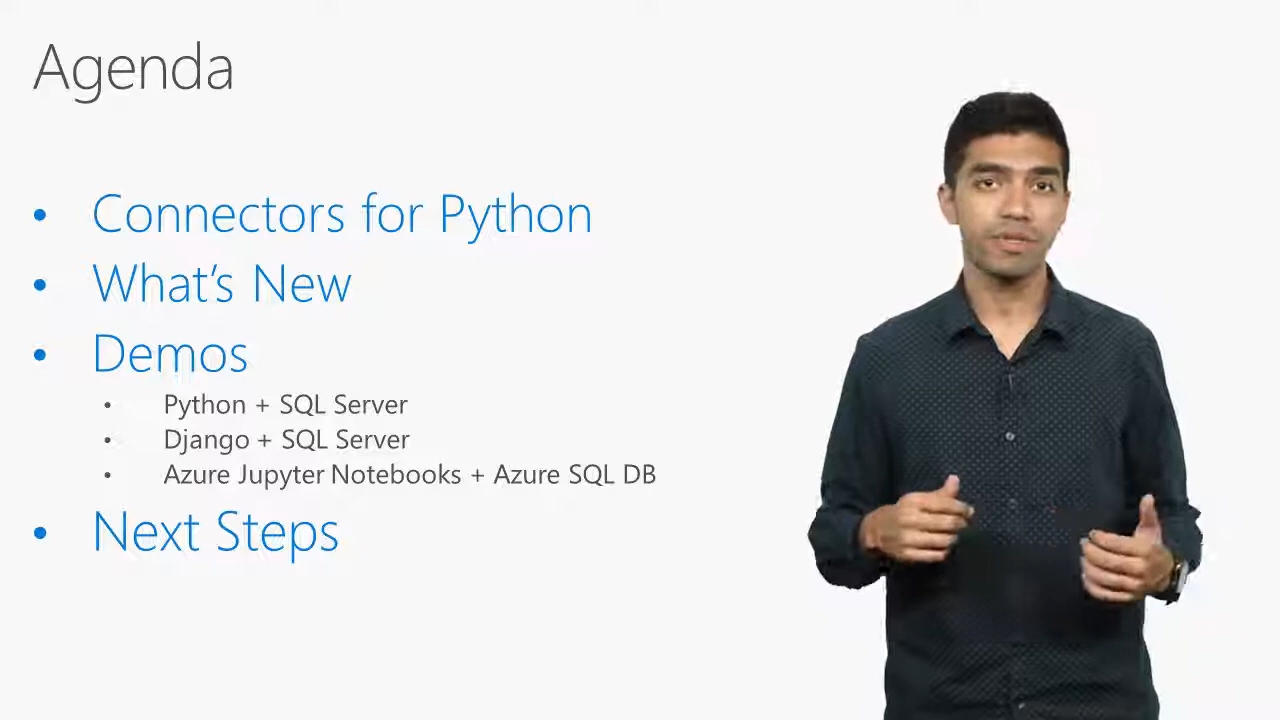 Agenda
• Connectors for Python
• What's New
• Demos
• Python + SQL Server
• Django + SQL Server
• Azure Jupyter Notebooks + Azure SQL DB
• Next Steps